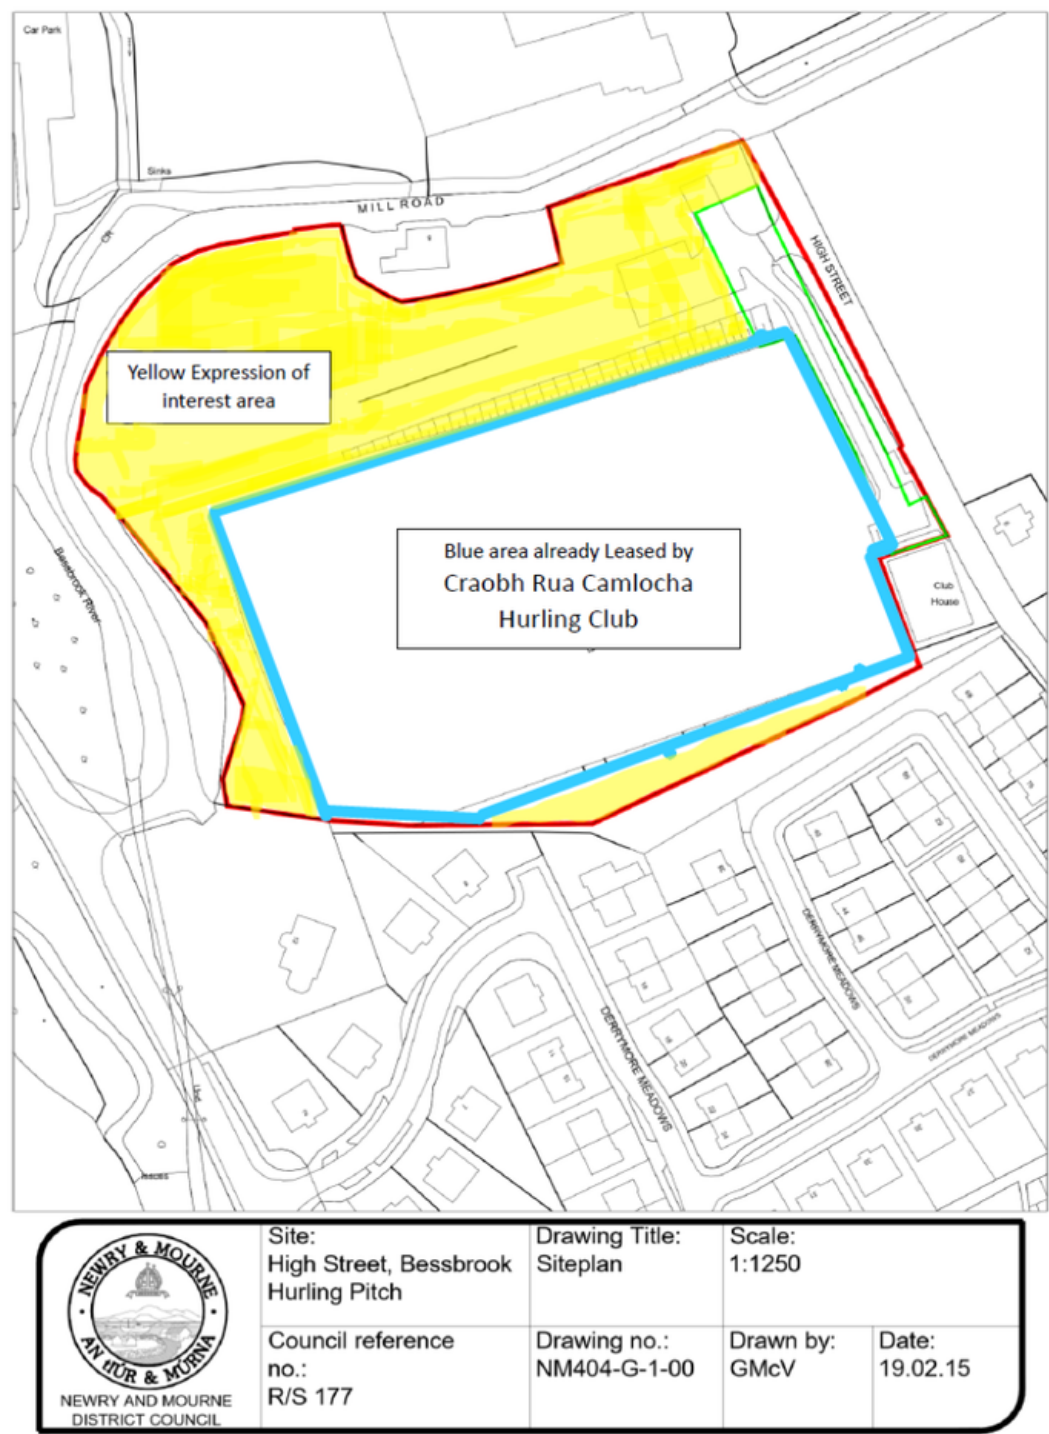 Car Park
Sinks
MILL ROAD
CR
HIGH STREET
Yellow Expression of
interest area
Blue area already Leased by
Craobh Rua Camlocha
Hurling Club
Bessbrook River
Club
House
DERRYMORE MEADOWS
DERRYMORE MEADOWS
DERRYMORE MEADOWS
Und
Issues
NEWRY & MOURNE
AN tIÚR & MÚRNA
NEWRY AND MOURNE
DISTRICT COUNCIL
Site:
High Street, Bessbrook
Hurling Pitch
Drawing Title:
Siteplan
Scale:
1:1250
Council reference
no.:
R/S 177
Drawing no.:
NM404-G-1-00
Drawn by:
GMcV
Date:
19.02.15